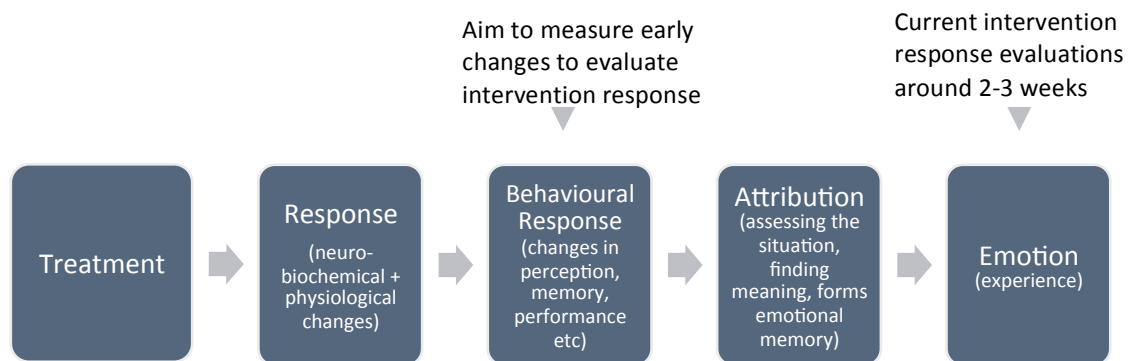 Aim to measure early
changes to evaluate
intervention response
Current intervention
response evaluations
around 2-3 weeks
Treatment
Response
(neuro-
biochemical +
physiological
changes)
Behavioural
Response
(changes in
perception,
memory,
performance
etc)
Attribution
(assessing the
situation,
finding
meaning, forms
emotional
memory)
Emotion
(experience)